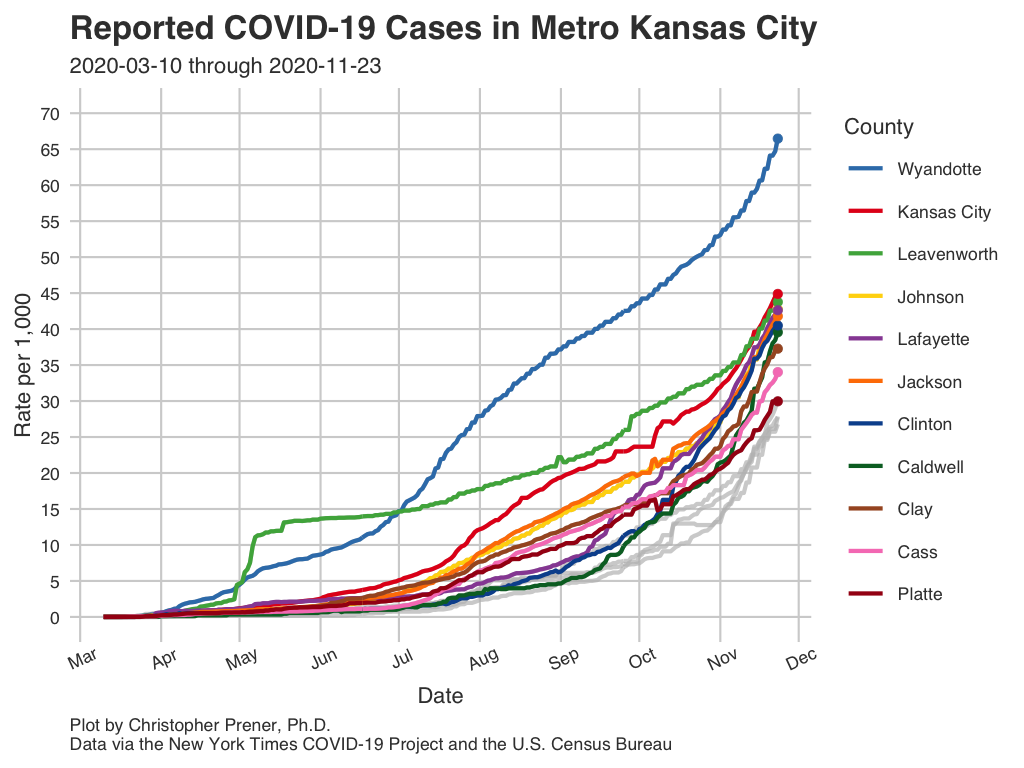 Reported COVID-19 Cases in Metro Kansas City
2020-03-10 through 2020-11-23
Rate per 1,000
70
65
60
55
50
45
40
35
30
25
20
15
10
5
0
Mar Apr May Jun Jul Aug Sep Oct Nov Dec
Date
County
Wyandotte
Kansas City
Leavenworth
Johnson
Lafayette
Jackson
Clinton
Caldwell
Clay
Cass
Platte
Plot by Christopher Prener, Ph.D.
Data via the New York Times COVID-19 Project and the U.S. Census Bureau